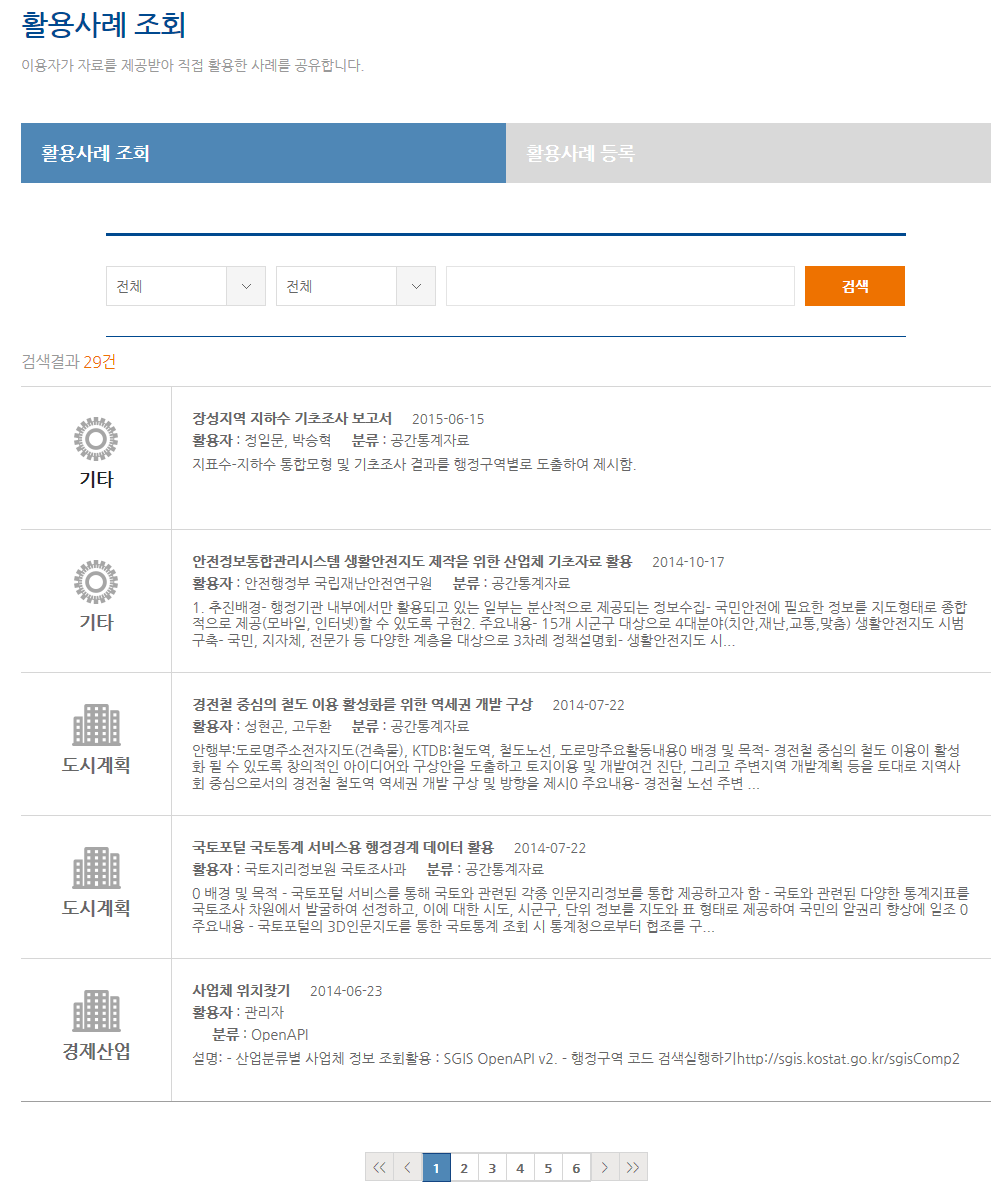 활용사례 조회
이용자가 자료를 제공받아 직접 활용한 사례를 공유합니다.
활용사례 조회
활용사례 등록
전체
전체
검색
검색결과 29건
기타
장성지역 지하수 기초조사 보고서 2015-06-15
활용자 : 정일문, 박승혁 분류 : 공간통계자료
지표수-지하수 통합모형 및 기초조사 결과를 행정구역별로 도출하여 제시함.
기타
안전정보통합관리시스템 생활안전지도 제작을 위한 산업체 기초자료 활용 2014-10-17
활용자 : 안전행정부 국립재난안전연구원 분류 : 공간통계자료
1. 추진배경- 행정기관 내부에서만 활용되고 있는 일부는 분산적으로 제공되는 정보수집- 국민안전에 필요한 정보를 지도형태로 종합
적으로 제공(모바일, 인터넷)할 수 있도록 구현2. 주요내용- 15개 시군구 대상으로 4대분야(치안,재난,교통,맞춤) 생활안전지도 시범
구축- 국민, 지자체, 전문가 등 다양한 계층을 대상으로 3차례 정책설명회- 생활안전지도 시...
도시계획
경전철 중심의 철도 이용 활성화를 위한 역세권 개발 구상 2014-07-22
활용자 : 성현곤, 고두환 분류 : 공간통계자료
안행부:도로명주소전자지도(건축물), KTDB:철도역, 철도노선, 도로망주요활동내용0 배경 및 목적- 경전철 중심의 철도 이용이 활성
화 될 수 있도록 창의적인 아이디어와 구상안을 도출하고 토지이용 및 개발여건 진단, 그리고 주변지역 개발계획 등을 토대로 지역사
회 중심으로서의 경전철 철도역 역세권 개발 구상 및 방향을 제시0 주요내용- 경전철 노선 주변 ...
도시계획
국토포털 국토통계 서비스용 행정경계 데이터 활용 2014-07-22
활용자 : 국토지리정보원 국토조사과 분류 : 공간통계자료
0 배경 및 목적 - 국토포털 서비스를 통해 국토와 관련된 각종 인문지리정보를 통합 제공하고자 함 - 국토와 관련된 다양한 통계지표를
국토조사 차원에서 발굴하여 선정하고, 이에 대한 시도, 시군구, 단위 정보를 지도와 표 형태로 제공하여 국민의 알권리 향상에 일조 0
주요내용 - 국토포털의 3D인문지도를 통한 국토통계 조회 시 통계청으로부터 협조를 구...
경제산업
사업체 위치찾기 2014-06-23
활용자 : 관리자
분류 : OpenAPI
설명: - 산업분류별 사업체 정보 조회활용 : SGIS OpenAPI v2. - 행정구역 코드 검색실행하기http://sgis.kostat.go.kr/sgisComp2
1 2 3 4 5 6